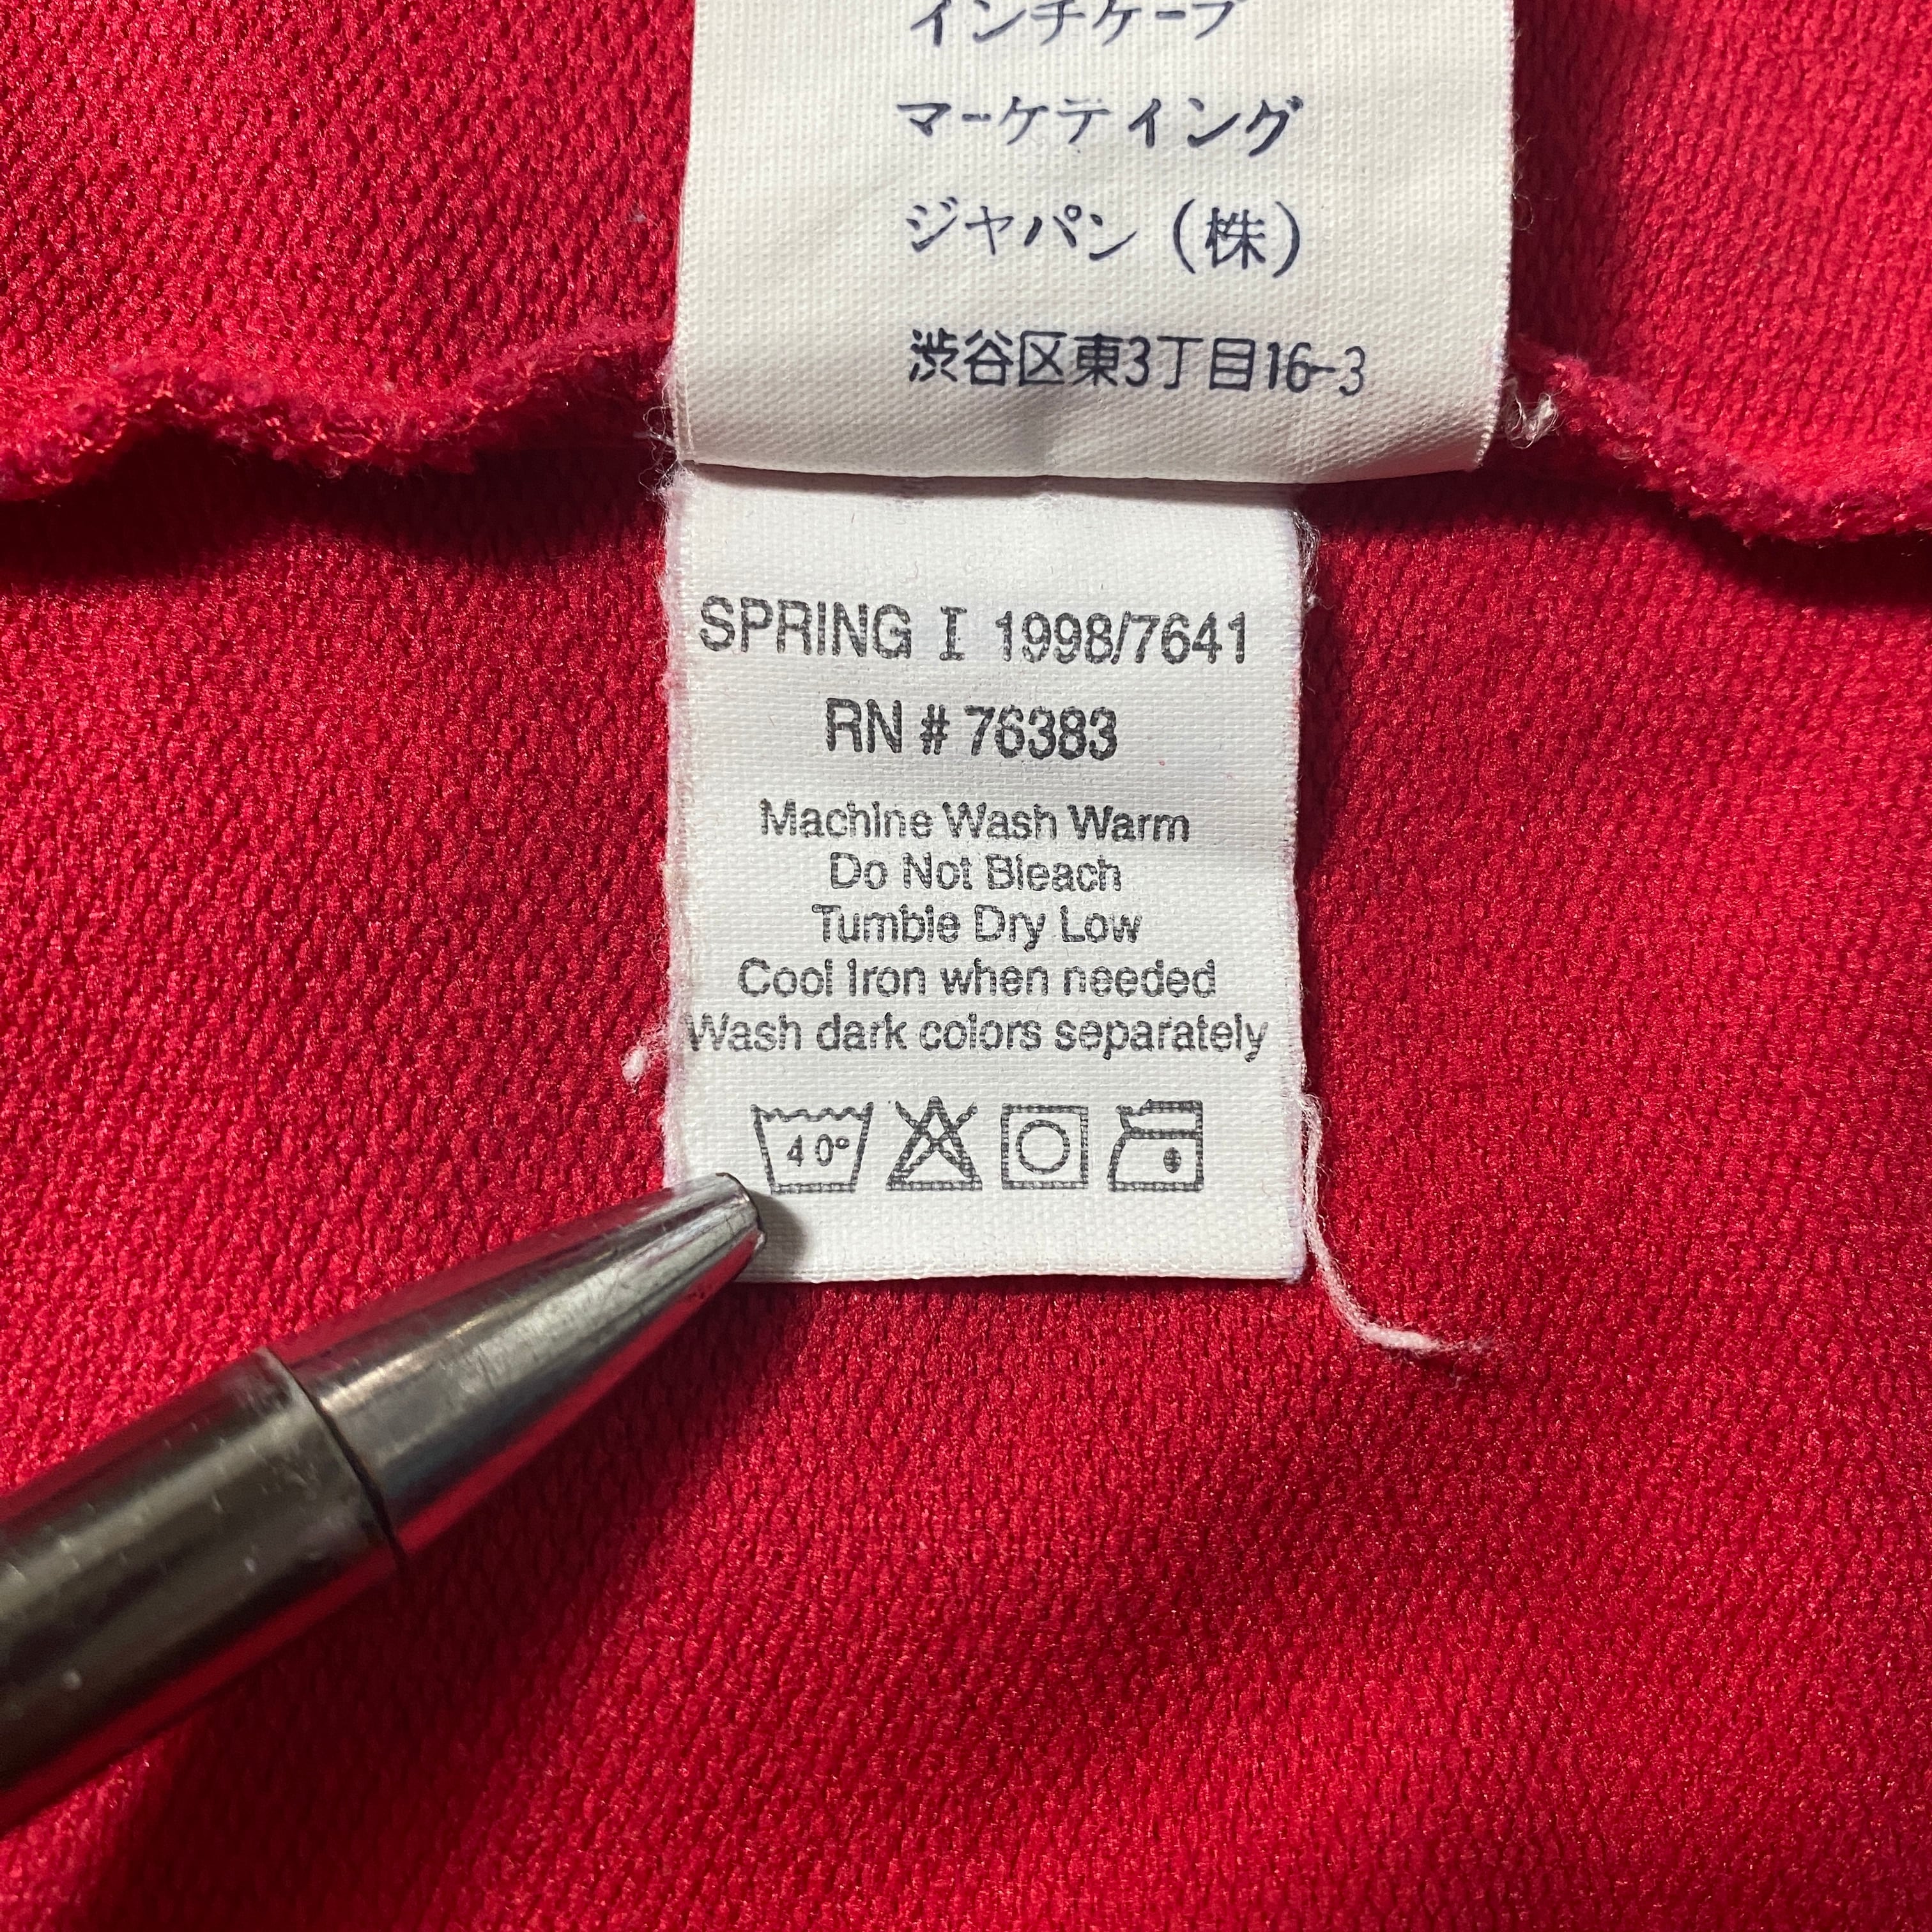 インチケープ
マーケティング
ジャパン (株)
渋谷区東3丁目16-3
SPRING I 1998/7641
RN # 76383
Machine Wash Warm
Do Not Bleach
Tumble Dry Low
Cool Iron when needed
Wash dark colors separately
40°